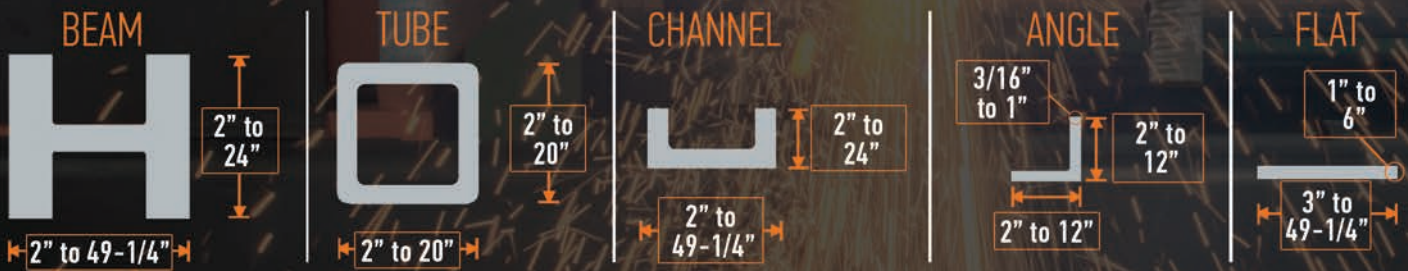 BEAM
2” to
24”
2” to 49-1/4”
TUBE
2” to
20”
2” to 20”
CHANNEL
2” to
24”
2” to
49-1/4”
ANGLE
3/16”
to 1”
2” to
12”
2” to 12”
FLAT
1” to
6”
3” to
49-1/4”